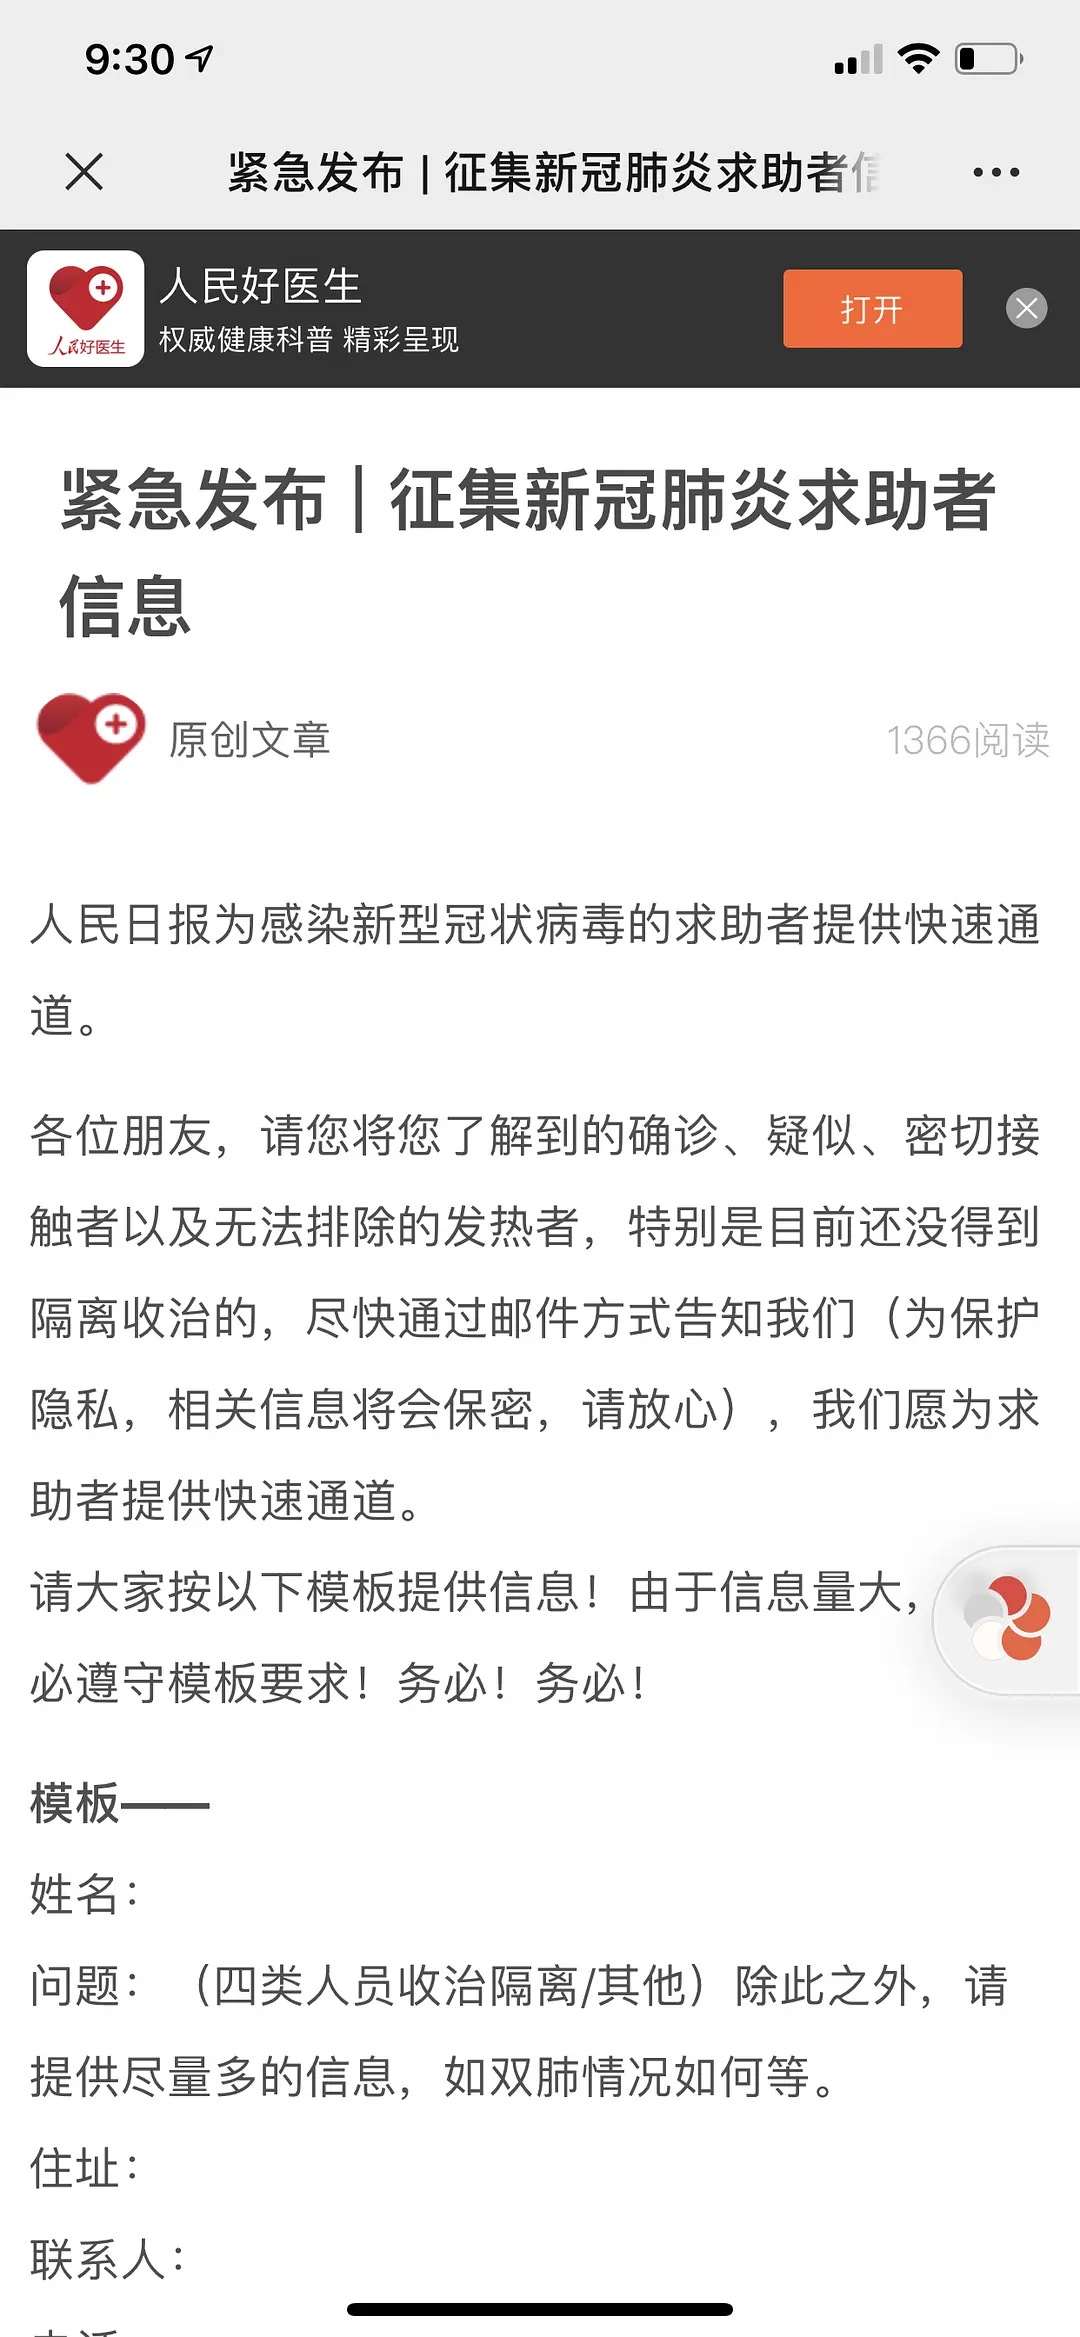 9:30
紧急发布 | 征集新冠肺炎求助者信
人民好医生
人民好医生
权威健康科普 精彩呈现
打开
紧急发布 | 征集新冠肺炎求助者
信息
原创文章
1366阅读
人民日报为感染新型冠状病毒的求助者提供快速通
道。
各位朋友，请您将您了解到的确诊、疑似、密切接
触者以及无法排除的发热者，特别是目前还没得到
隔离收治的，尽快通过邮件方式告知我们（为保护
隐私，相关信息将会保密，请放心），我们愿为求
助者提供快速通道。
请大家按以下模板提供信息！由于信息量大，
必遵守模板要求！务必！务必！
模板——
姓名：
问题：（四类人员收治隔离/其他）除此之外，请
提供尽量多的信息，如双肺情况如何等。
住址：
联系人：